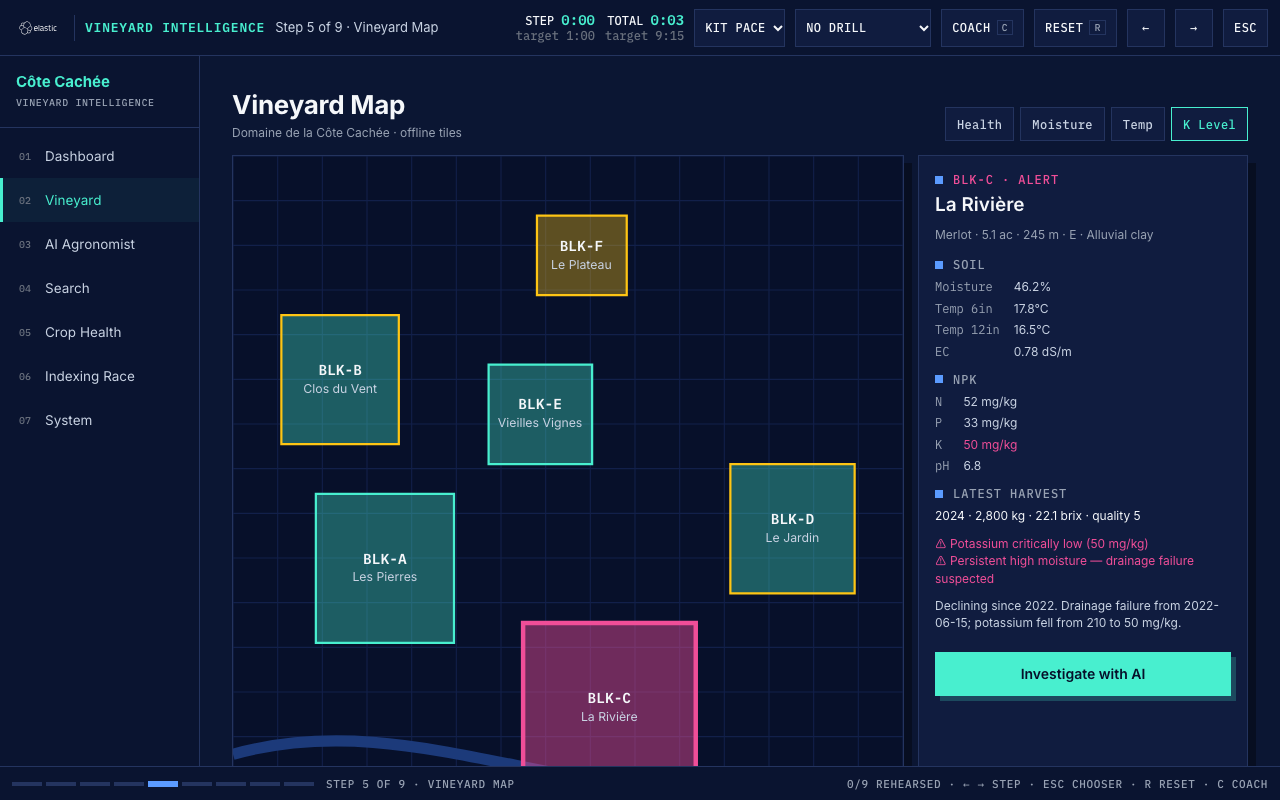 elastic
VINEYARD INTELLIGENCE Step 5 of 9 · Vineyard Map
STEP 0:00 TOTAL 0:03
target 1:00 target 9:15
KIT PACE
NO DRILL
COACH C
RESET R
←
→
ESC
Côte Cachée
VINEYARD INTELLIGENCE
01 Dashboard
02 Vineyard
03 AI Agronomist
04 Search
05 Crop Health
06 Indexing Race
07 System
Vineyard Map
Domaine de la Côte Cachée · offline tiles
Health
Moisture
Temp
K Level
BLK-F
Le Plateau
BLK-B
Clos du Vent
BLK-E
Vieilles Vignes
BLK-D
Le Jardin
BLK-A
Les Pierres
BLK-C
La Rivière
BLK-C · ALERT
La Rivière
Merlot · 5.1 ac · 245 m · E · Alluvial clay
SOIL
Moisture 46.2%
Temp 6in 17.8°C
Temp 12in 16.5°C
EC 0.78 dS/m
NPK
N 52 mg/kg
P 33 mg/kg
K 50 mg/kg
pH 6.8
LATEST HARVEST
2024 · 2,800 kg · 22.1 brix · quality 5
⚠ Potassium critically low (50 mg/kg)
⚠ Persistent high moisture — drainage failure
suspected
Declining since 2022. Drainage failure from 2022-
06-15; potassium fell from 210 to 50 mg/kg.
Investigate with AI
STEP 5 OF 9 · VINEYARD MAP
0/9 REHEARSED · ← → STEP · ESC CHOOSER · R RESET · C COACH